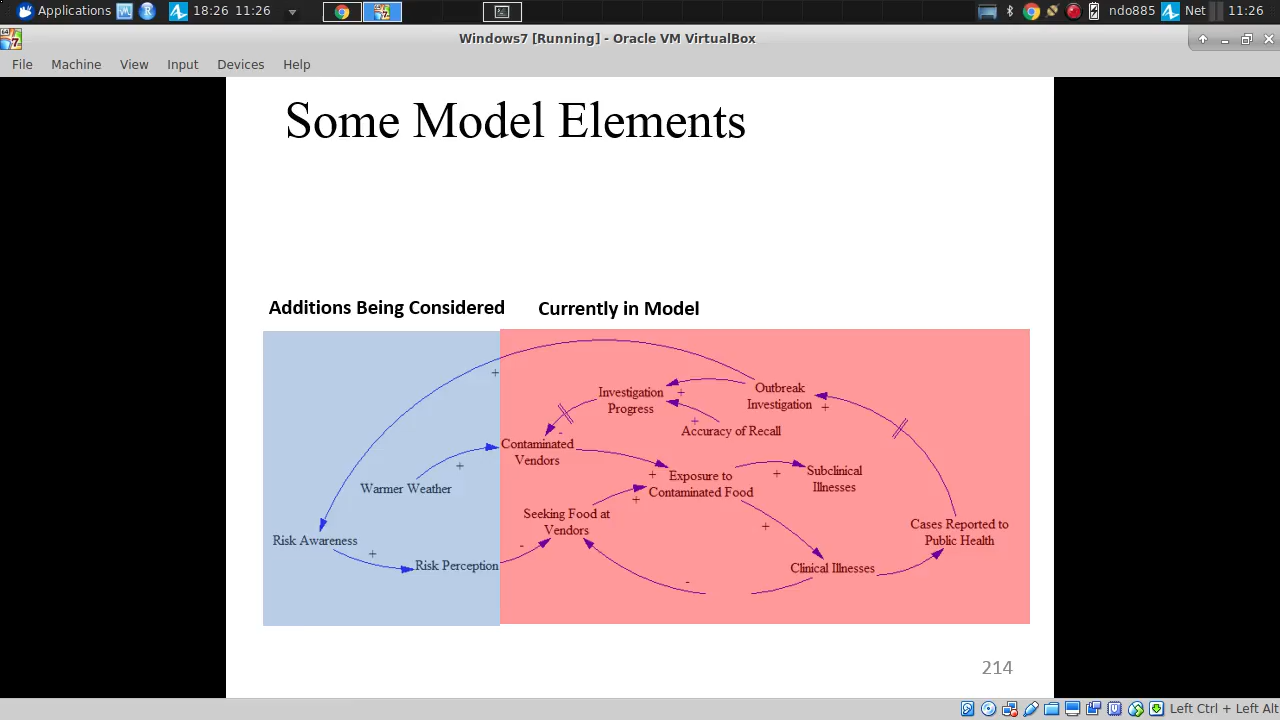 Applications 18:26 11:26 ndo885 Net 11:26
Windows7 [Running] - Oracle VM VirtualBox
File Machine View Input Devices Help
Some Model Elements
Additions Being Considered
Currently in Model
+
Investigation
Progress
+
Outbreak
Investigation
+
+
Accuracy of Recall
-
Contaminated
Vendors
+
Warmer Weather
+
Exposure to
Contaminated Food
+
Subclinical
Illnesses
+
Seeking Food at
Vendors
+
Cases Reported to
Public Health
Risk Awareness
+
Risk Perception
-
Clinical Illnesses
-
214
Left Ctrl + Left Alt